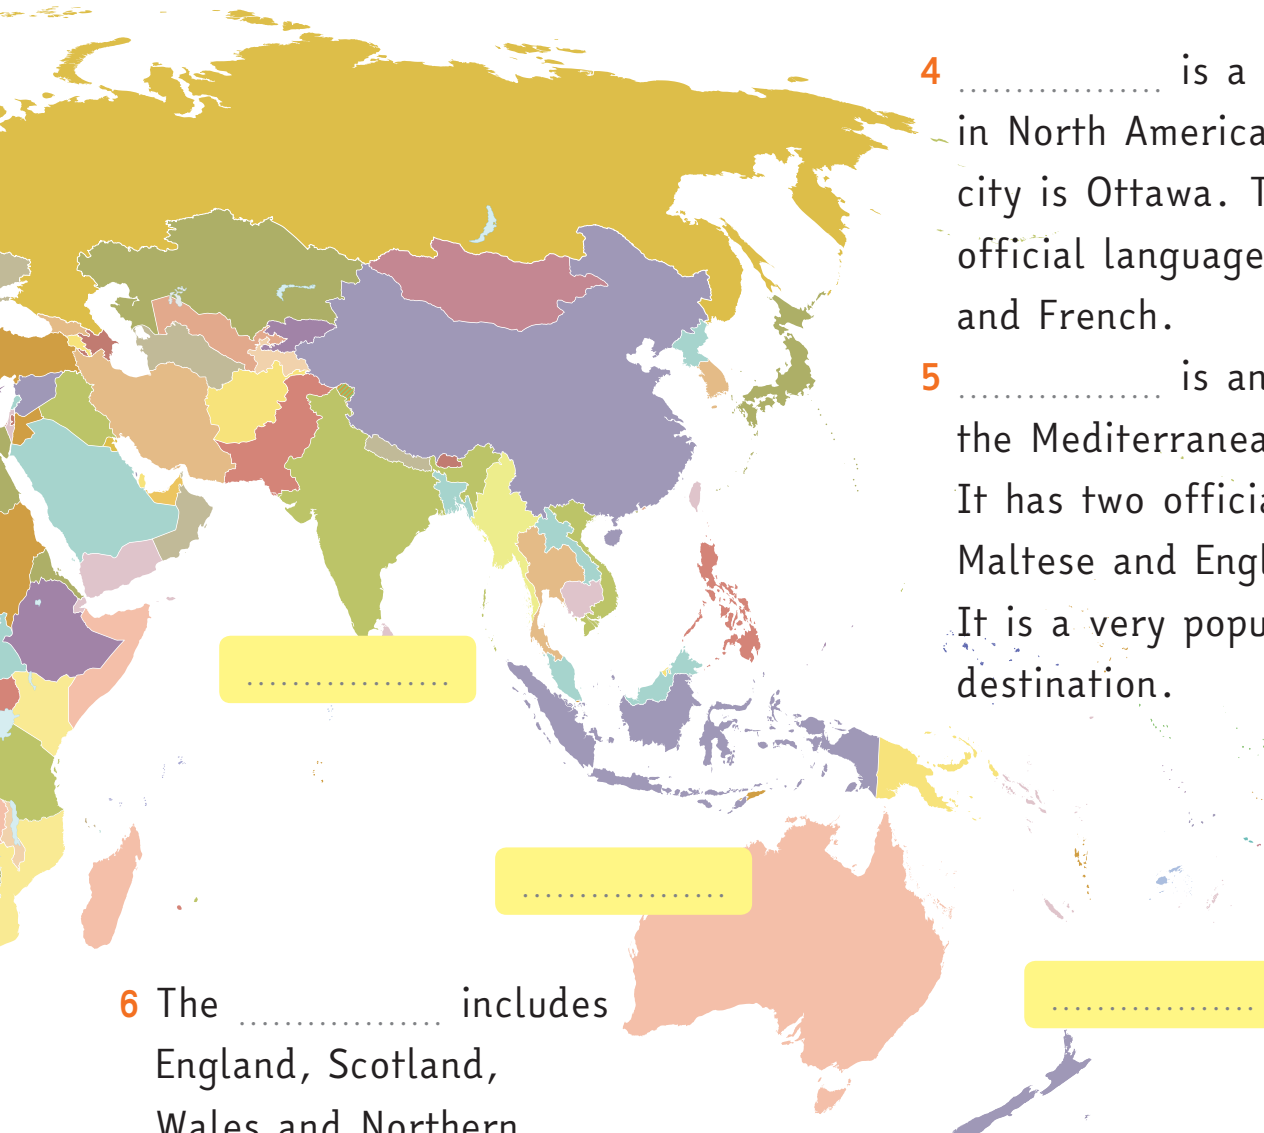 4 ................. is a
in North America
city is Ottawa. T
official language
and French.
5 ................. is an
the Mediterranea
It has two officia
Maltese and Engl
It is a very popu
destination.
..................
..................
..................
6 The .................. includes
England, Scotland,
Wales and Northern